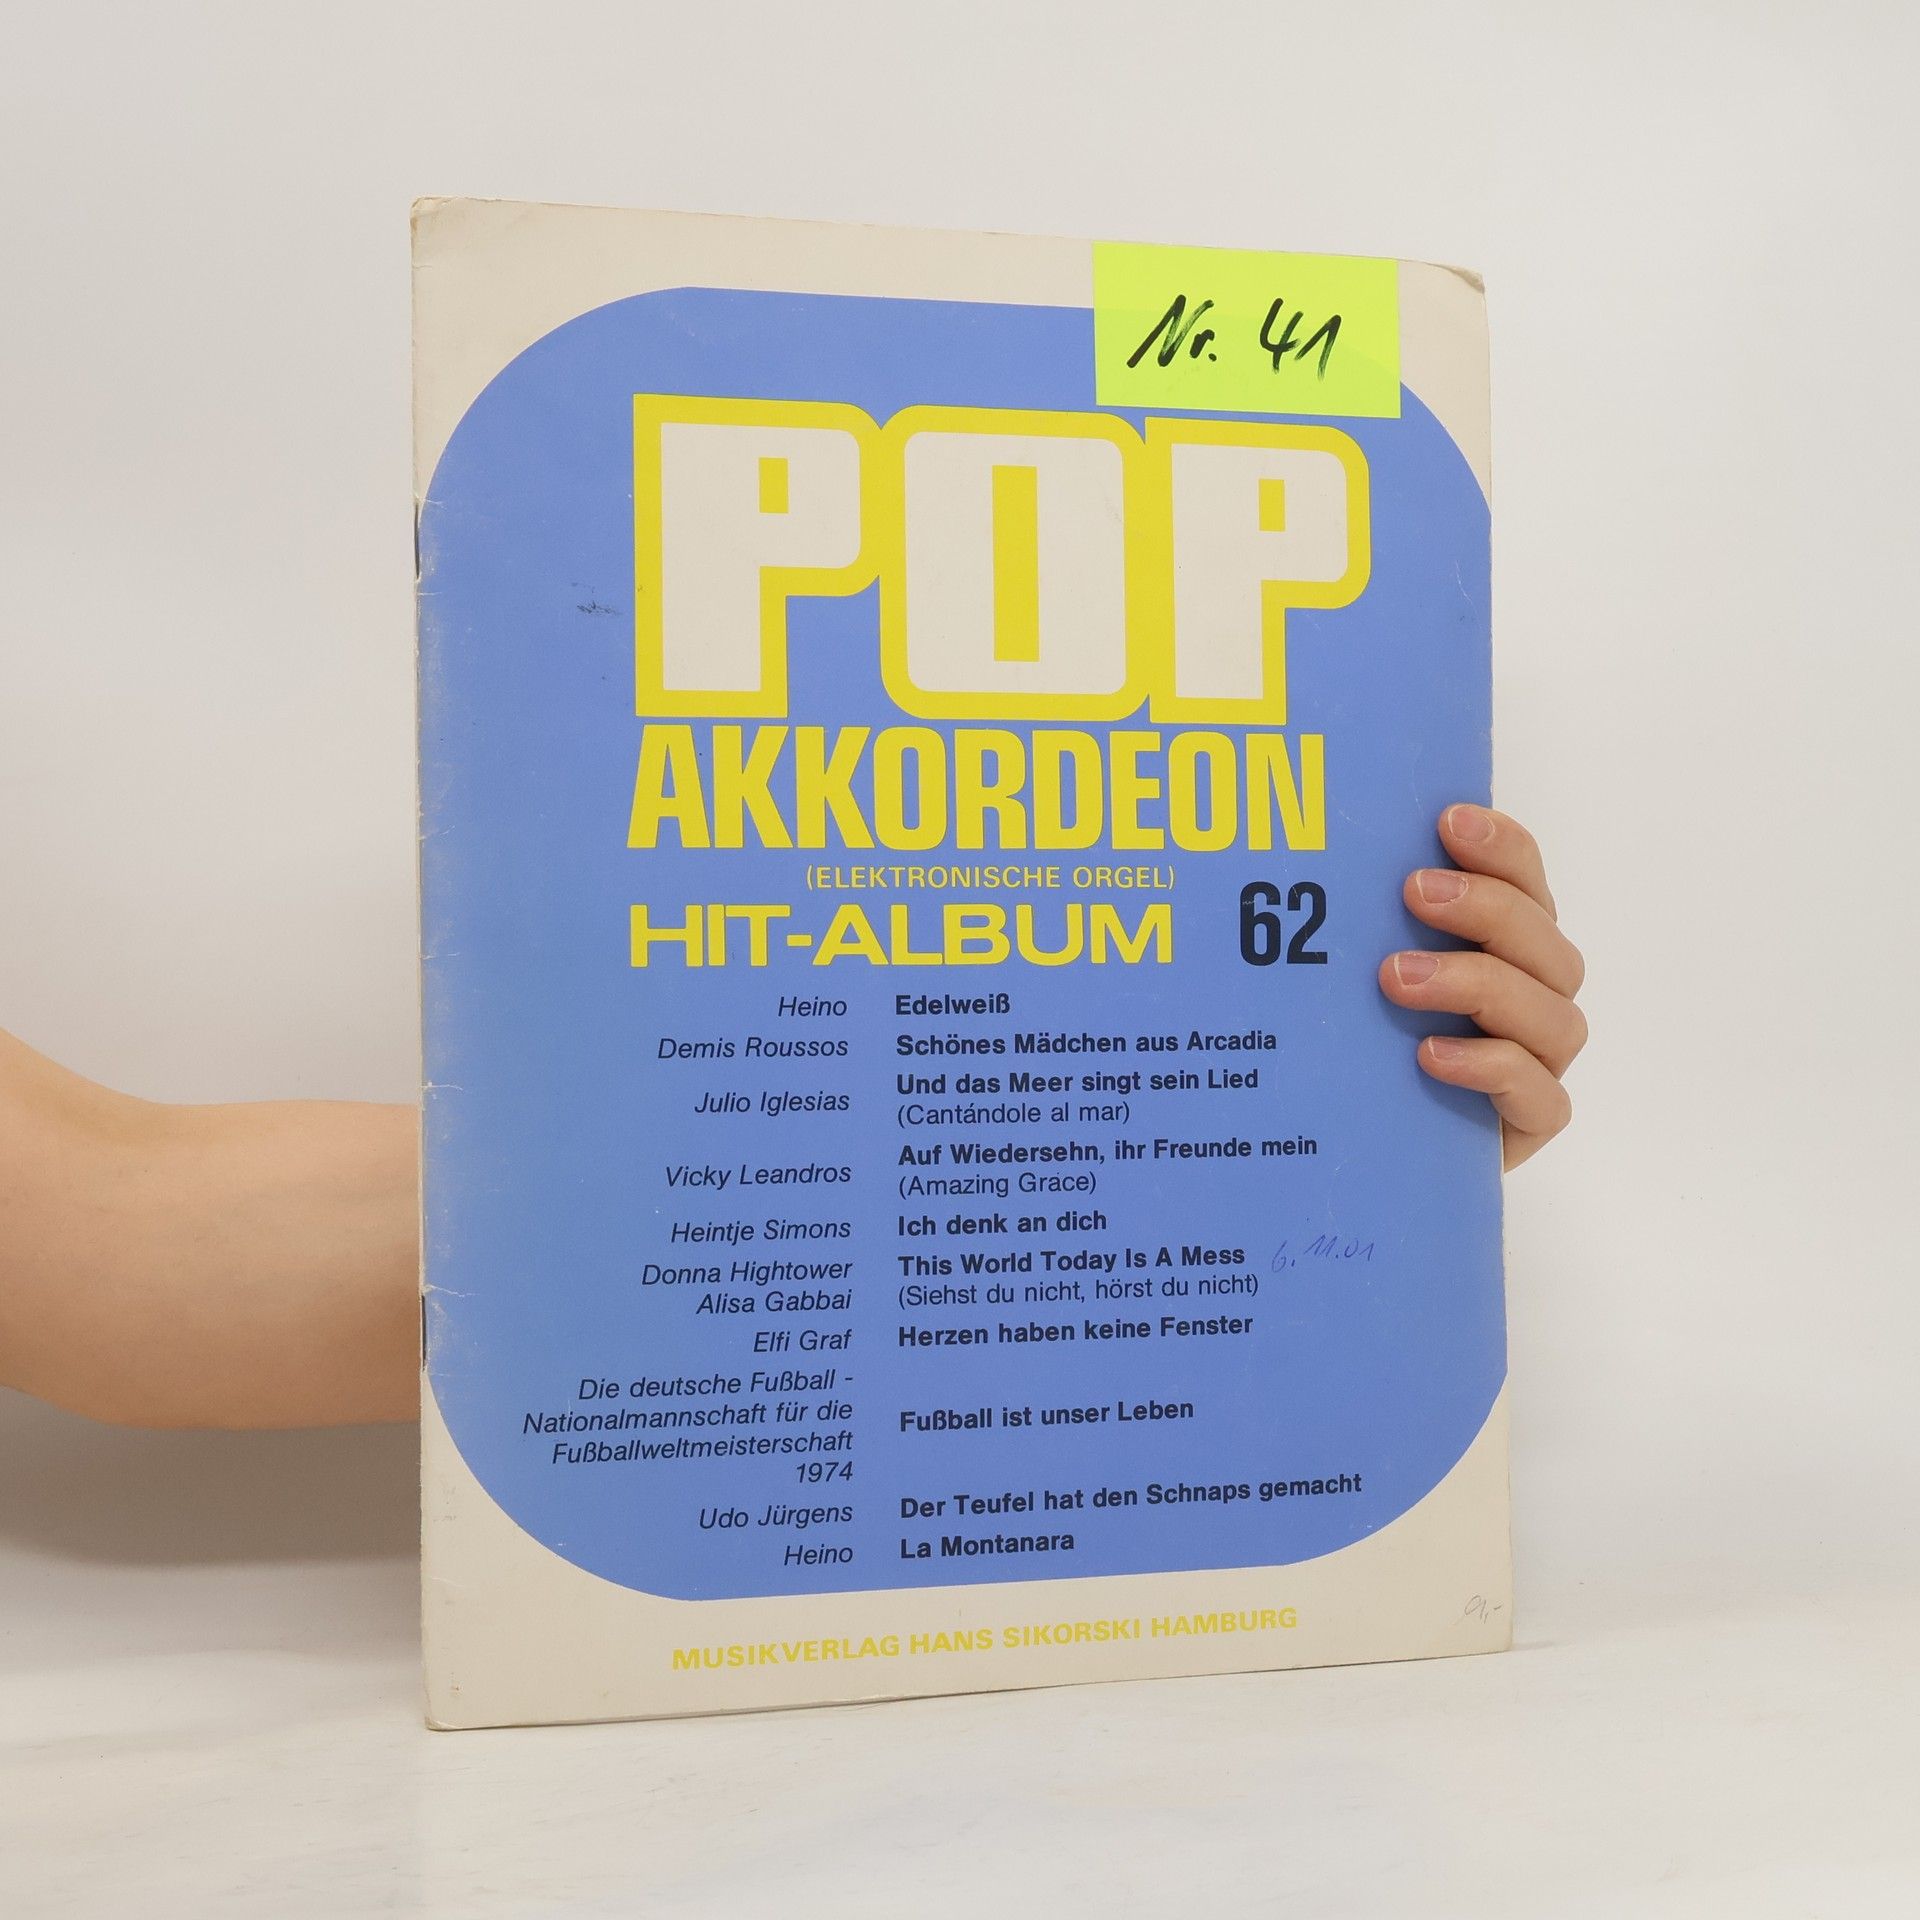 Nr. 41
POP
AKKORDEON
(ELEKTRONISCHE ORGEL)
HIT-ALBUM 62
Heino Edelweiß
Demis Roussos Schönes Mädchen aus Arcadia
Julio Iglesias Und das Meer singt sein Lied
(Cantándole al mar)
Vicky Leandros Auf Wiedersehn, ihr Freunde mein
(Amazing Grace)
Heintje Simons Ich denk an dich
Donna Hightower This World Today Is A Mess 6.11.01
Alisa Gabbai (Siehst du nicht, hörst du nicht)
Elfi Graf Herzen haben keine Fenster
Die deutsche Fußball -
Nationalmannschaft für die
Fußballweltmeisterschaft
1974
Fußball ist unser Leben
Udo Jürgens Der Teufel hat den Schnaps gemacht
Heino La Montanara
MUSIKVERLAG HANS SIKORSKI HAMBURG